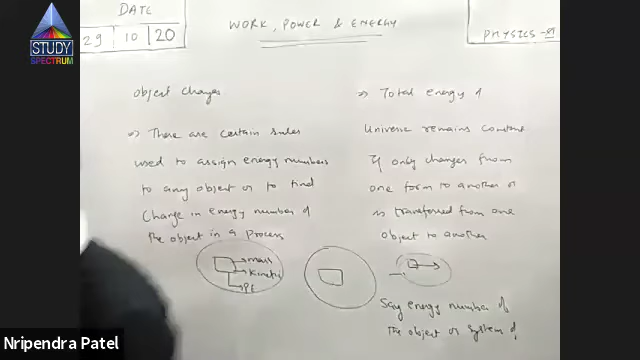 STUDY
SPECTRUM
DATE
29 10 20
WORK, POWER & ENERGY
PHYSICS-XI
object changes
⇒ There are certain rules
used to assign energy numbers
to any object or to find
Change in energy number of
the object in a process
mass
Kinetic
PE
⇒ Total energy of
Universe remains constant
It only changes from
one form to another or
is transferred from one
object to another
Say energy number of
the object or system of
Nripendra Patel